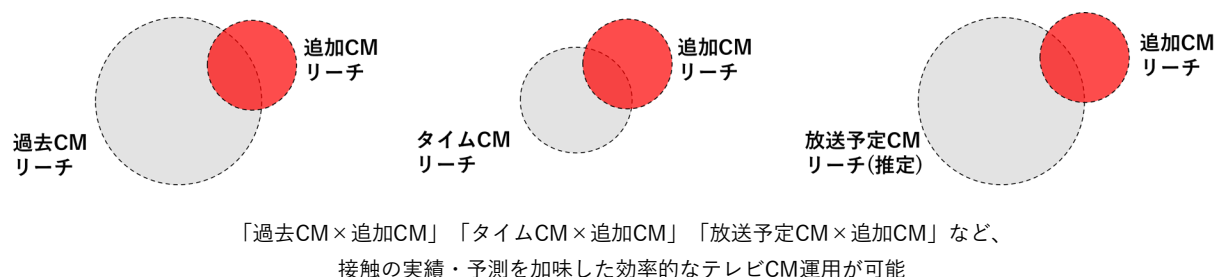 追加CM
リーチ
過去CM
リーチ
追加CM
リーチ
タイムCM
リーチ
追加CM
リーチ
放送予定CM
リーチ(推定)
「過去CM×追加CM」「タイムCM×追加CM」「放送予定CM×追加CM」など、
接触の実績・予測を加味した効率的なテレビCM運用が可能